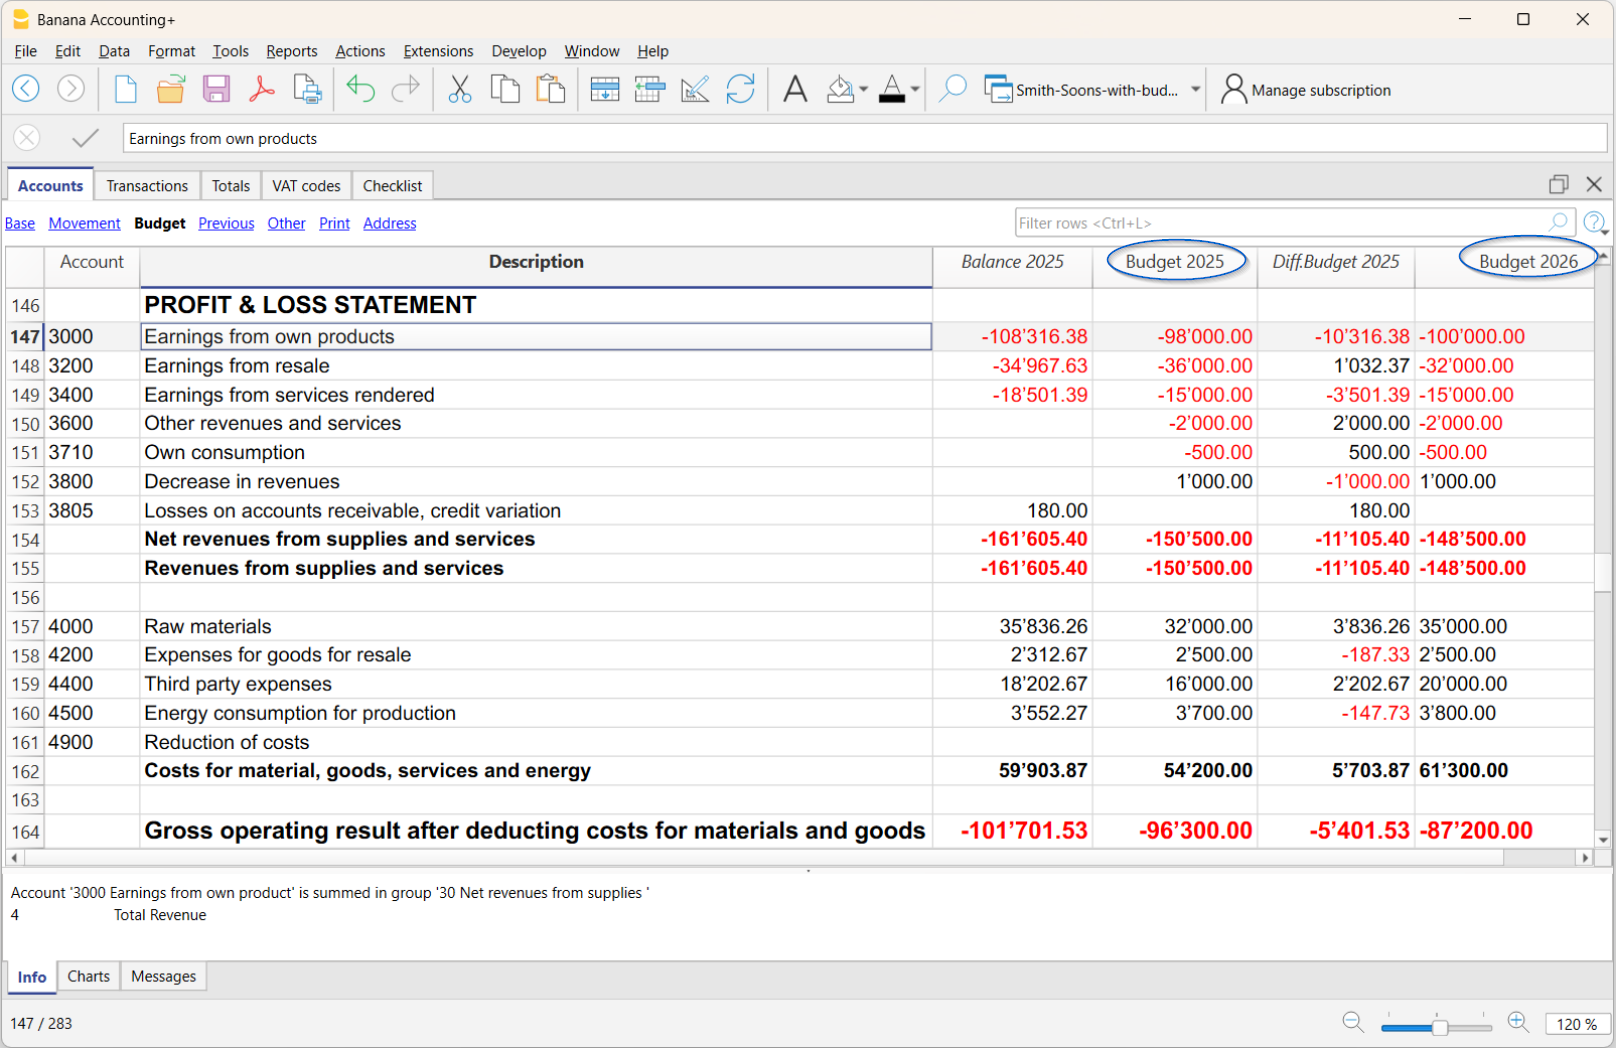 Banana Accounting+
File Edit Data Format Tools Reports Actions Extensions Develop Window Help
Smith-Soons-with-bud... Manage subscription
Earnings from own products
Accounts Transactions Totals VAT codes Checklist
Base Movement Budget Previous Other Print Address Filter rows <Ctrl+L>
Account Description Balance 2025 Budget 2025 Diff.Budget 2025 Budget 2026
146 PROFIT & LOSS STATEMENT
147 3000 Earnings from own products -108’316.38 -98’000.00 -10’316.38 -100’000.00
148 3200 Earnings from resale -34’967.63 -36’000.00 1’032.37 -32’000.00
149 3400 Earnings from services rendered -18’501.39 -15’000.00 -3’501.39 -15’000.00
150 3600 Other revenues and services -2’000.00 2’000.00 -2’000.00
151 3710 Own consumption -500.00 500.00 -500.00
152 3800 Decrease in revenues 1’000.00 -1’000.00 1’000.00
153 3805 Losses on accounts receivable, credit variation 180.00 180.00
154 Net revenues from supplies and services -161’605.40 -150’500.00 -11’105.40 -148’500.00
155 Revenues from supplies and services -161’605.40 -150’500.00 -11’105.40 -148’500.00
156
157 4000 Raw materials 35’836.26 32’000.00 3’836.26 35’000.00
158 4200 Expenses for goods for resale 2’312.67 2’500.00 -187.33 2’500.00
159 4400 Third party expenses 18’202.67 16’000.00 2’202.67 20’000.00
160 4500 Energy consumption for production 3’552.27 3’700.00 -147.73 3’800.00
161 4900 Reduction of costs
162 Costs for material, goods, services and energy 59’903.87 54’200.00 5’703.87 61’300.00
163
164 Gross operating result after deducting costs for materials and goods -101’701.53 -96’300.00 -5’401.53 -87’200.00
Account '3000 Earnings from own product' is summed in group '30 Net revenues from supplies '
4 Total Revenue
Info Charts Messages
147 / 283 120 %